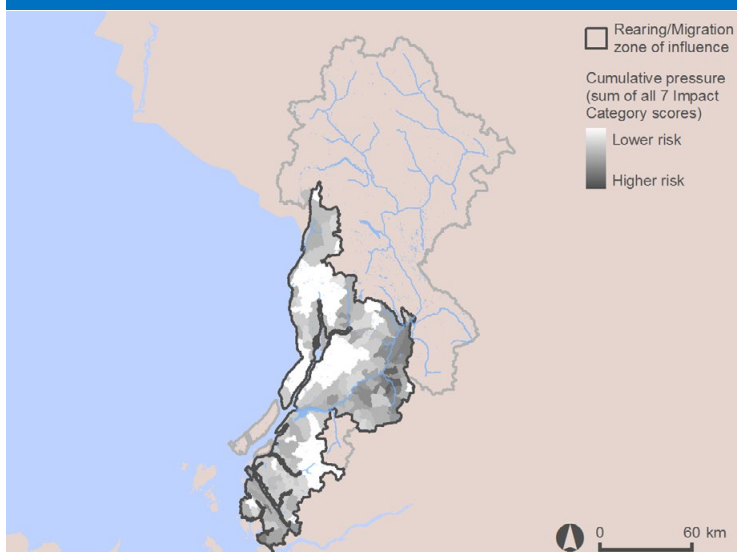 Rearing/Migration
zone of influence
Cumulative pressure
(sum of all 7 Impact
Category scores)
Lower risk
Higher risk
0 60 km